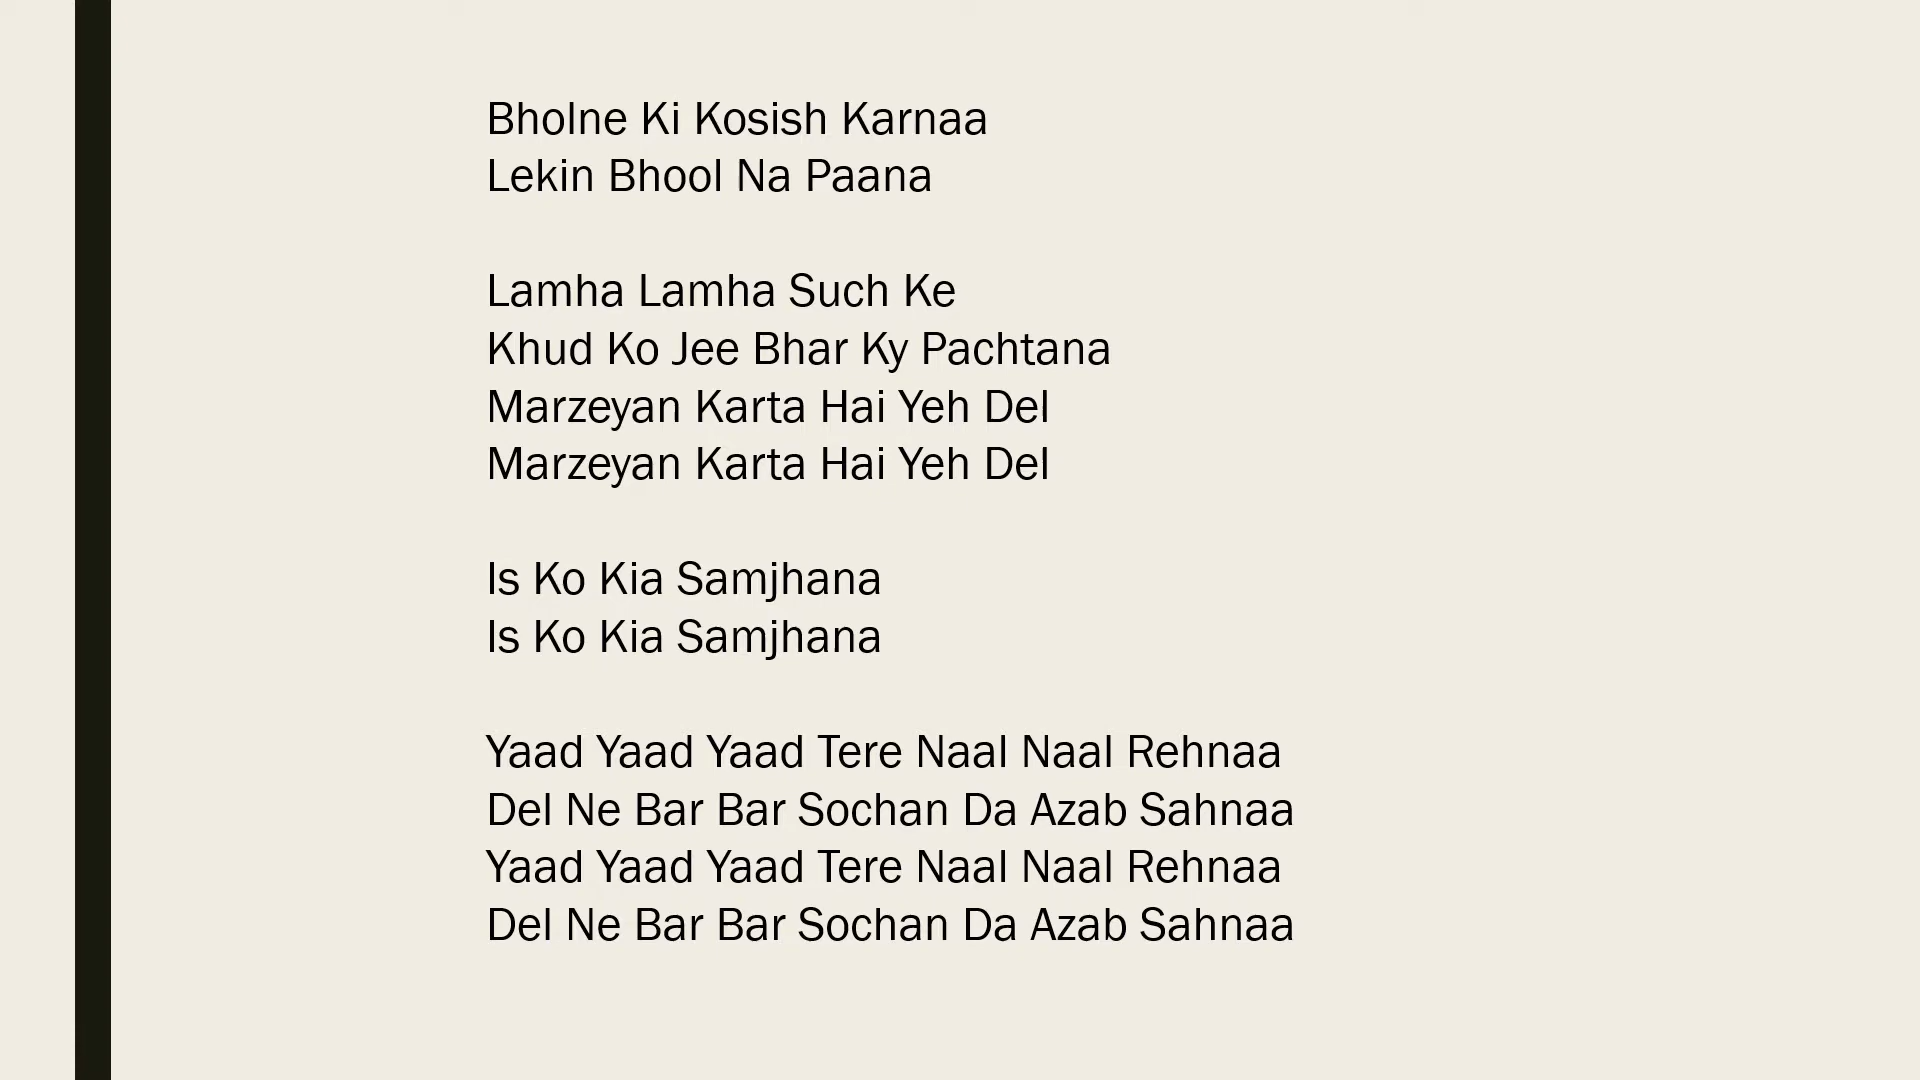 Bholne Ki Kosish Karnaa
Lekin Bhool Na Paana
Lamha Lamha Such Ke
Khud Ko Jee Bhar Ky Pachtana
Marzeyan Karta Hai Yeh Del
Marzeyan Karta Hai Yeh Del
Is Ko Kia Samjhana
Is Ko Kia Samjhana
Yaad Yaad Yaad Tere Naal Naal Rehnaa
Del Ne Bar Bar Sochan Da Azab Sahnaa
Yaad Yaad Yaad Tere Naal Naal Rehnaa
Del Ne Bar Bar Sochan Da Azab Sahnaa